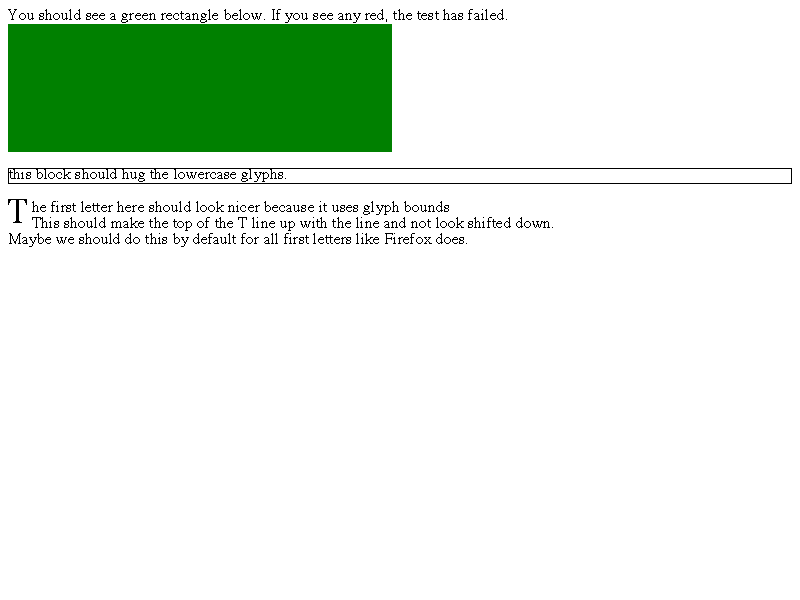 You should see a green rectangle below. If you see any red, the test has failed.
this block should hug the lowercase glyphs.
The first letter here should look nicer because it uses glyph bounds
This should make the top of the T line up with the line and not look shifted down.
Maybe we should do this by default for all first letters like Firefox does.